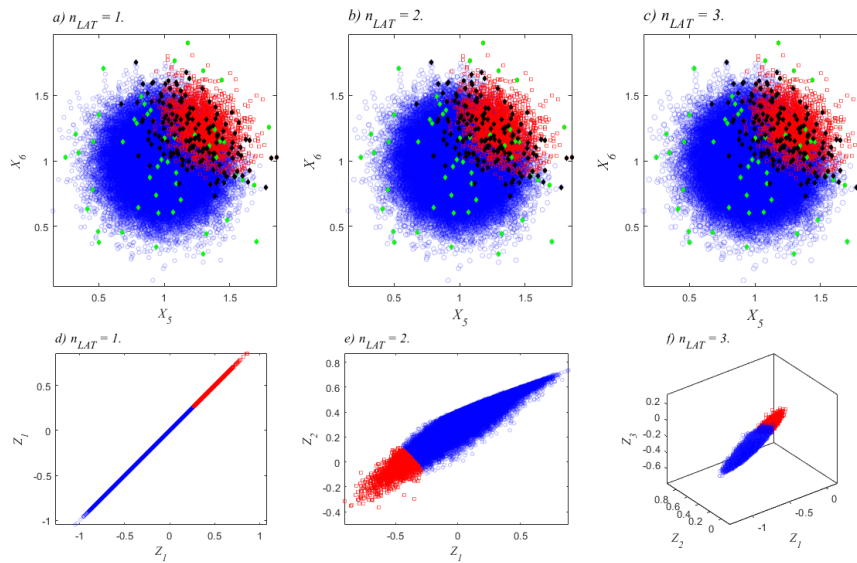 a) n_LAT = 1.
b) n_LAT = 2.
c) n_LAT = 3.
X_6
1.5
1
0.5
0.5
1
1.5
X_5
X_6
1.5
1
0.5
0.5
1
1.5
X_5
X_6
1.5
1
0.5
0.5
1
1.5
X_5
d) n_LAT = 1.
e) n_LAT = 2.
f) n_LAT = 3.
Z_1
0.5
0
-0.5
-1
-1
-0.5
0
0.5
1
Z_1
Z_2
0.8
0.6
0.4
0.2
0
-0.2
-0.4
-0.5
0
0.5
Z_1
Z_3
0.2
0
-0.2
-0.4
-0.6
0.8
0.6
0.4
0.2
0
Z_2
-1
-0.5
0
Z_1